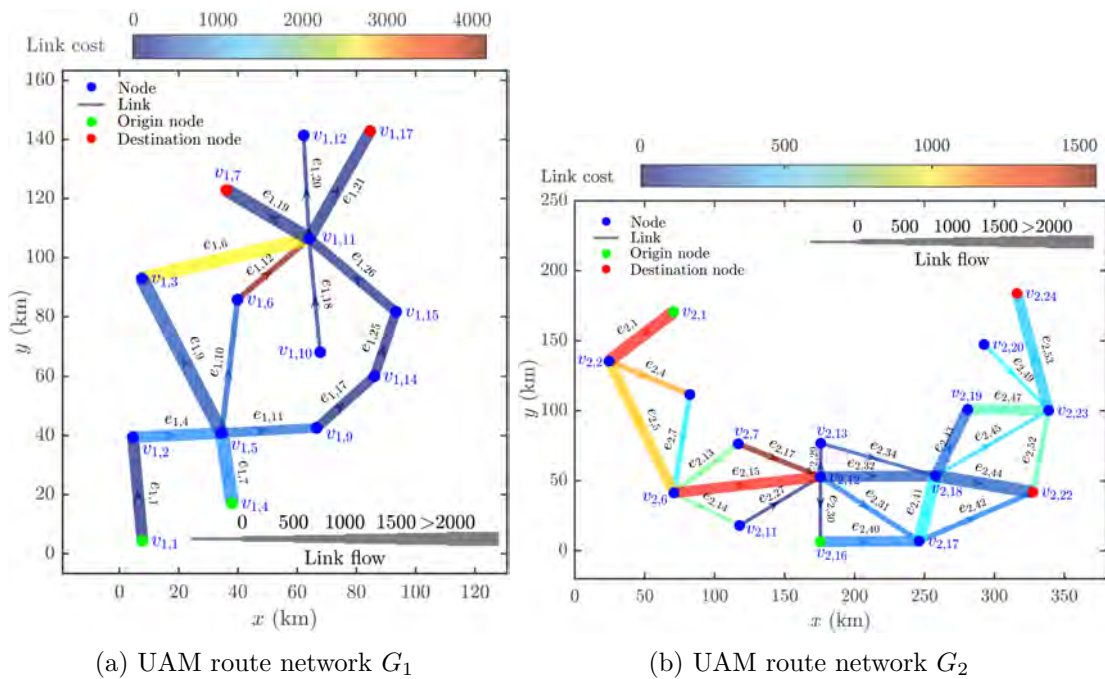 0 1000 2000 3000 4000
Link cost
160
140
120
100
80
60
40
20
0
y (km)
Node
Link
Origin node
Destination node
v1,12
v1,17
v1,7
e1,20
e1,21
e1,19
v1,11
e1,6
e1,12
e1,26
v1,3
v1,6
e1,18
v1,15
e1,9
e1,10
v1,10
e1,25
v1,14
e1,4
e1,11
e1,17
v1,2
v1,5
v1,9
e1,7
e1,1
v1,4
v1,1
0 500 1000 1500 >2000
Link flow
0 20 40 60 80 100 120
x (km)
(a) UAM route network G1
0 500 1000 1500
Link cost
250
200
150
100
50
0
y (km)
Node
Link
Origin node
Destination node
0 500 1000 1500 >2000
Link flow
v2,24
e2,1
v2,1
v2,2
e2,4
v2,20
e2,53
e2,49
e2,5
e2,7
v2,19
e2,47
v2,23
e2,13
v2,7
v2,13
e2,43
e2,45
e2,17
e2,34
e2,52
e2,15
e2,32
v2,6
v2,42
v2,18
e2,44
v2,22
e2,14
e2,27
e2,31
e2,41
e2,42
v2,11
e2,30
e2,40
v2,16
v2,17
0 50 100 150 200 250 300 350
x (km)
(b) UAM route network G2